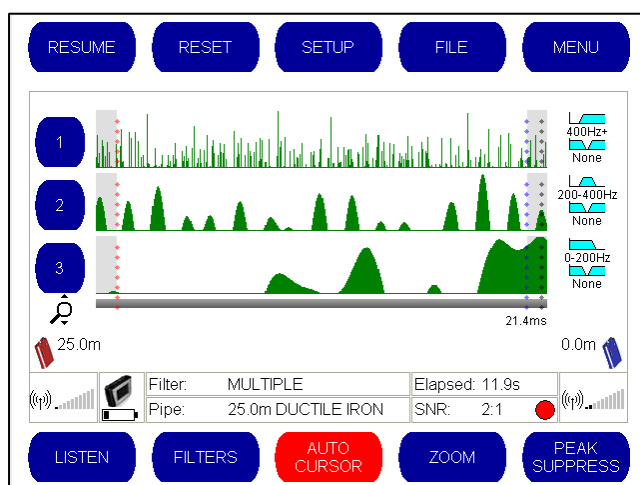 RESUME RESET SETUP FILE MENU
1
400Hz+
None
2
200-400Hz
None
3
0-200Hz
None
21.4ms
25.0m 0.0m
Filter: MULTIPLE Elapsed: 11.9s
Pipe: 25.0m DUCTILE IRON SNR: 2:1
LISTEN FILTERS AUTO CURSOR ZOOM PEAK SUPPRESS